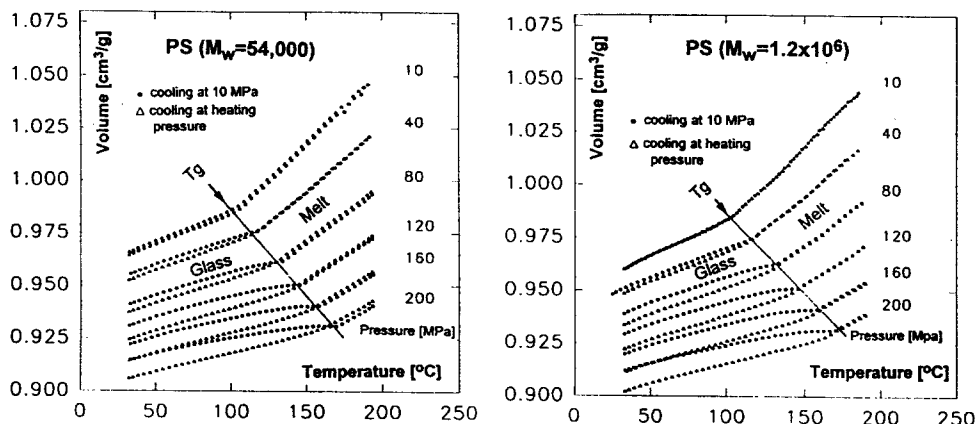 1.075
1.050
1.025
1.000
0.975
0.950
0.925
0.900
Volume [cm³/g]
PS (Mw=54,000)
• cooling at 10 MPa
△ cooling at heating
pressure
Tg
Melt
Glass
10
40
80
120
160
200
Pressure [MPa]
Temperature [ºC]
0 50 100 150 200 250
1.075
1.050
1.025
1.000
0.975
0.950
0.925
0.900
Volume [cm³/g]
PS (Mw=1.2x10⁶)
• cooling at 10 MPa
△ cooling at heating
pressure
Tg
Melt
Glass
10
40
80
120
160
200
Pressure [Mpa]
Temperature [ºC]
0 50 100 150 200 250